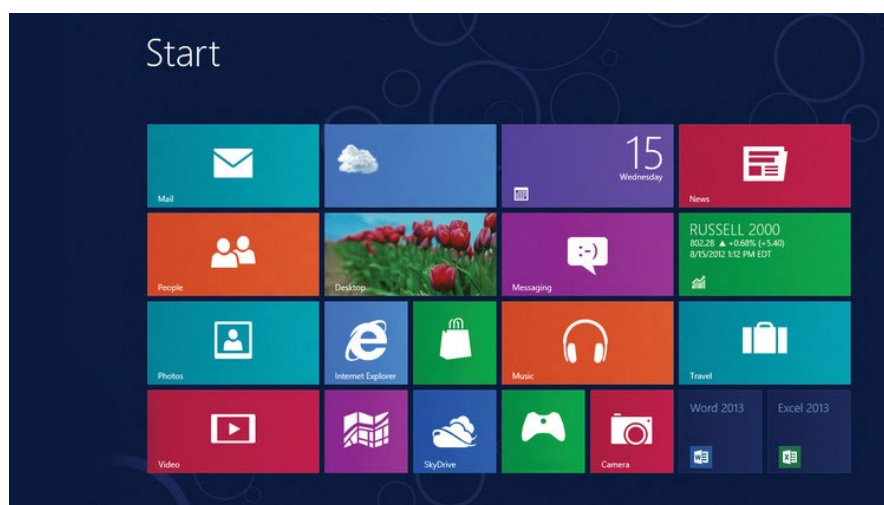 Start
Mail
15
Wednesday
News
People
Desktop
Messaging
:-)
RUSSELL 2000
802.28 ▲ +0.68% (+5.40)
8/15/2012 1:12 PM EDT
Photos
Internet Explorer
Music
Travel
Video
SkyDrive
Camera
Word 2013
Excel 2013